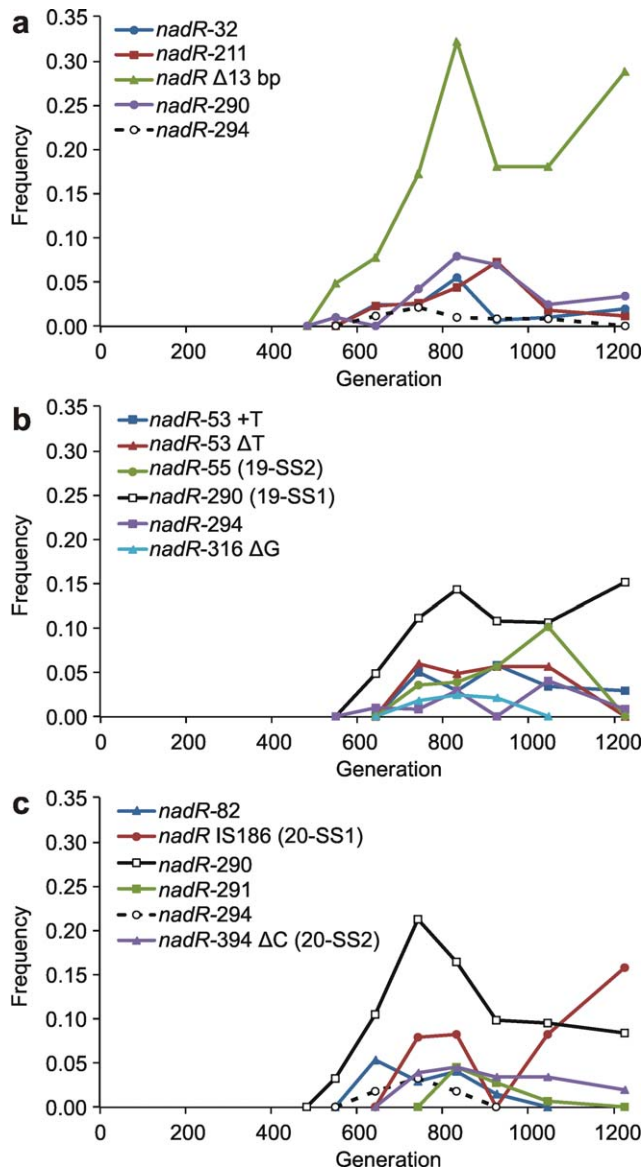 a
nadR-32
nadR-211
nadR Δ13 bp
nadR-290
nadR-294
0.35
0.30
0.25
0.20
0.15
0.10
0.05
0.00
Frequency
0 200 400 600 800 1000 1200
Generation
b
nadR-53 +T
nadR-53 ΔT
nadR-55 (19-SS2)
nadR-290 (19-SS1)
nadR-294
nadR-316 ΔG
0.35
0.30
0.25
0.20
0.15
0.10
0.05
0.00
Frequency
0 200 400 600 800 1000 1200
Generation
c
nadR-82
nadR IS186 (20-SS1)
nadR-290
nadR-291
nadR-294
nadR-394 ΔC (20-SS2)
0.35
0.30
0.25
0.20
0.15
0.10
0.05
0.00
Frequency
0 200 400 600 800 1000 1200
Generation